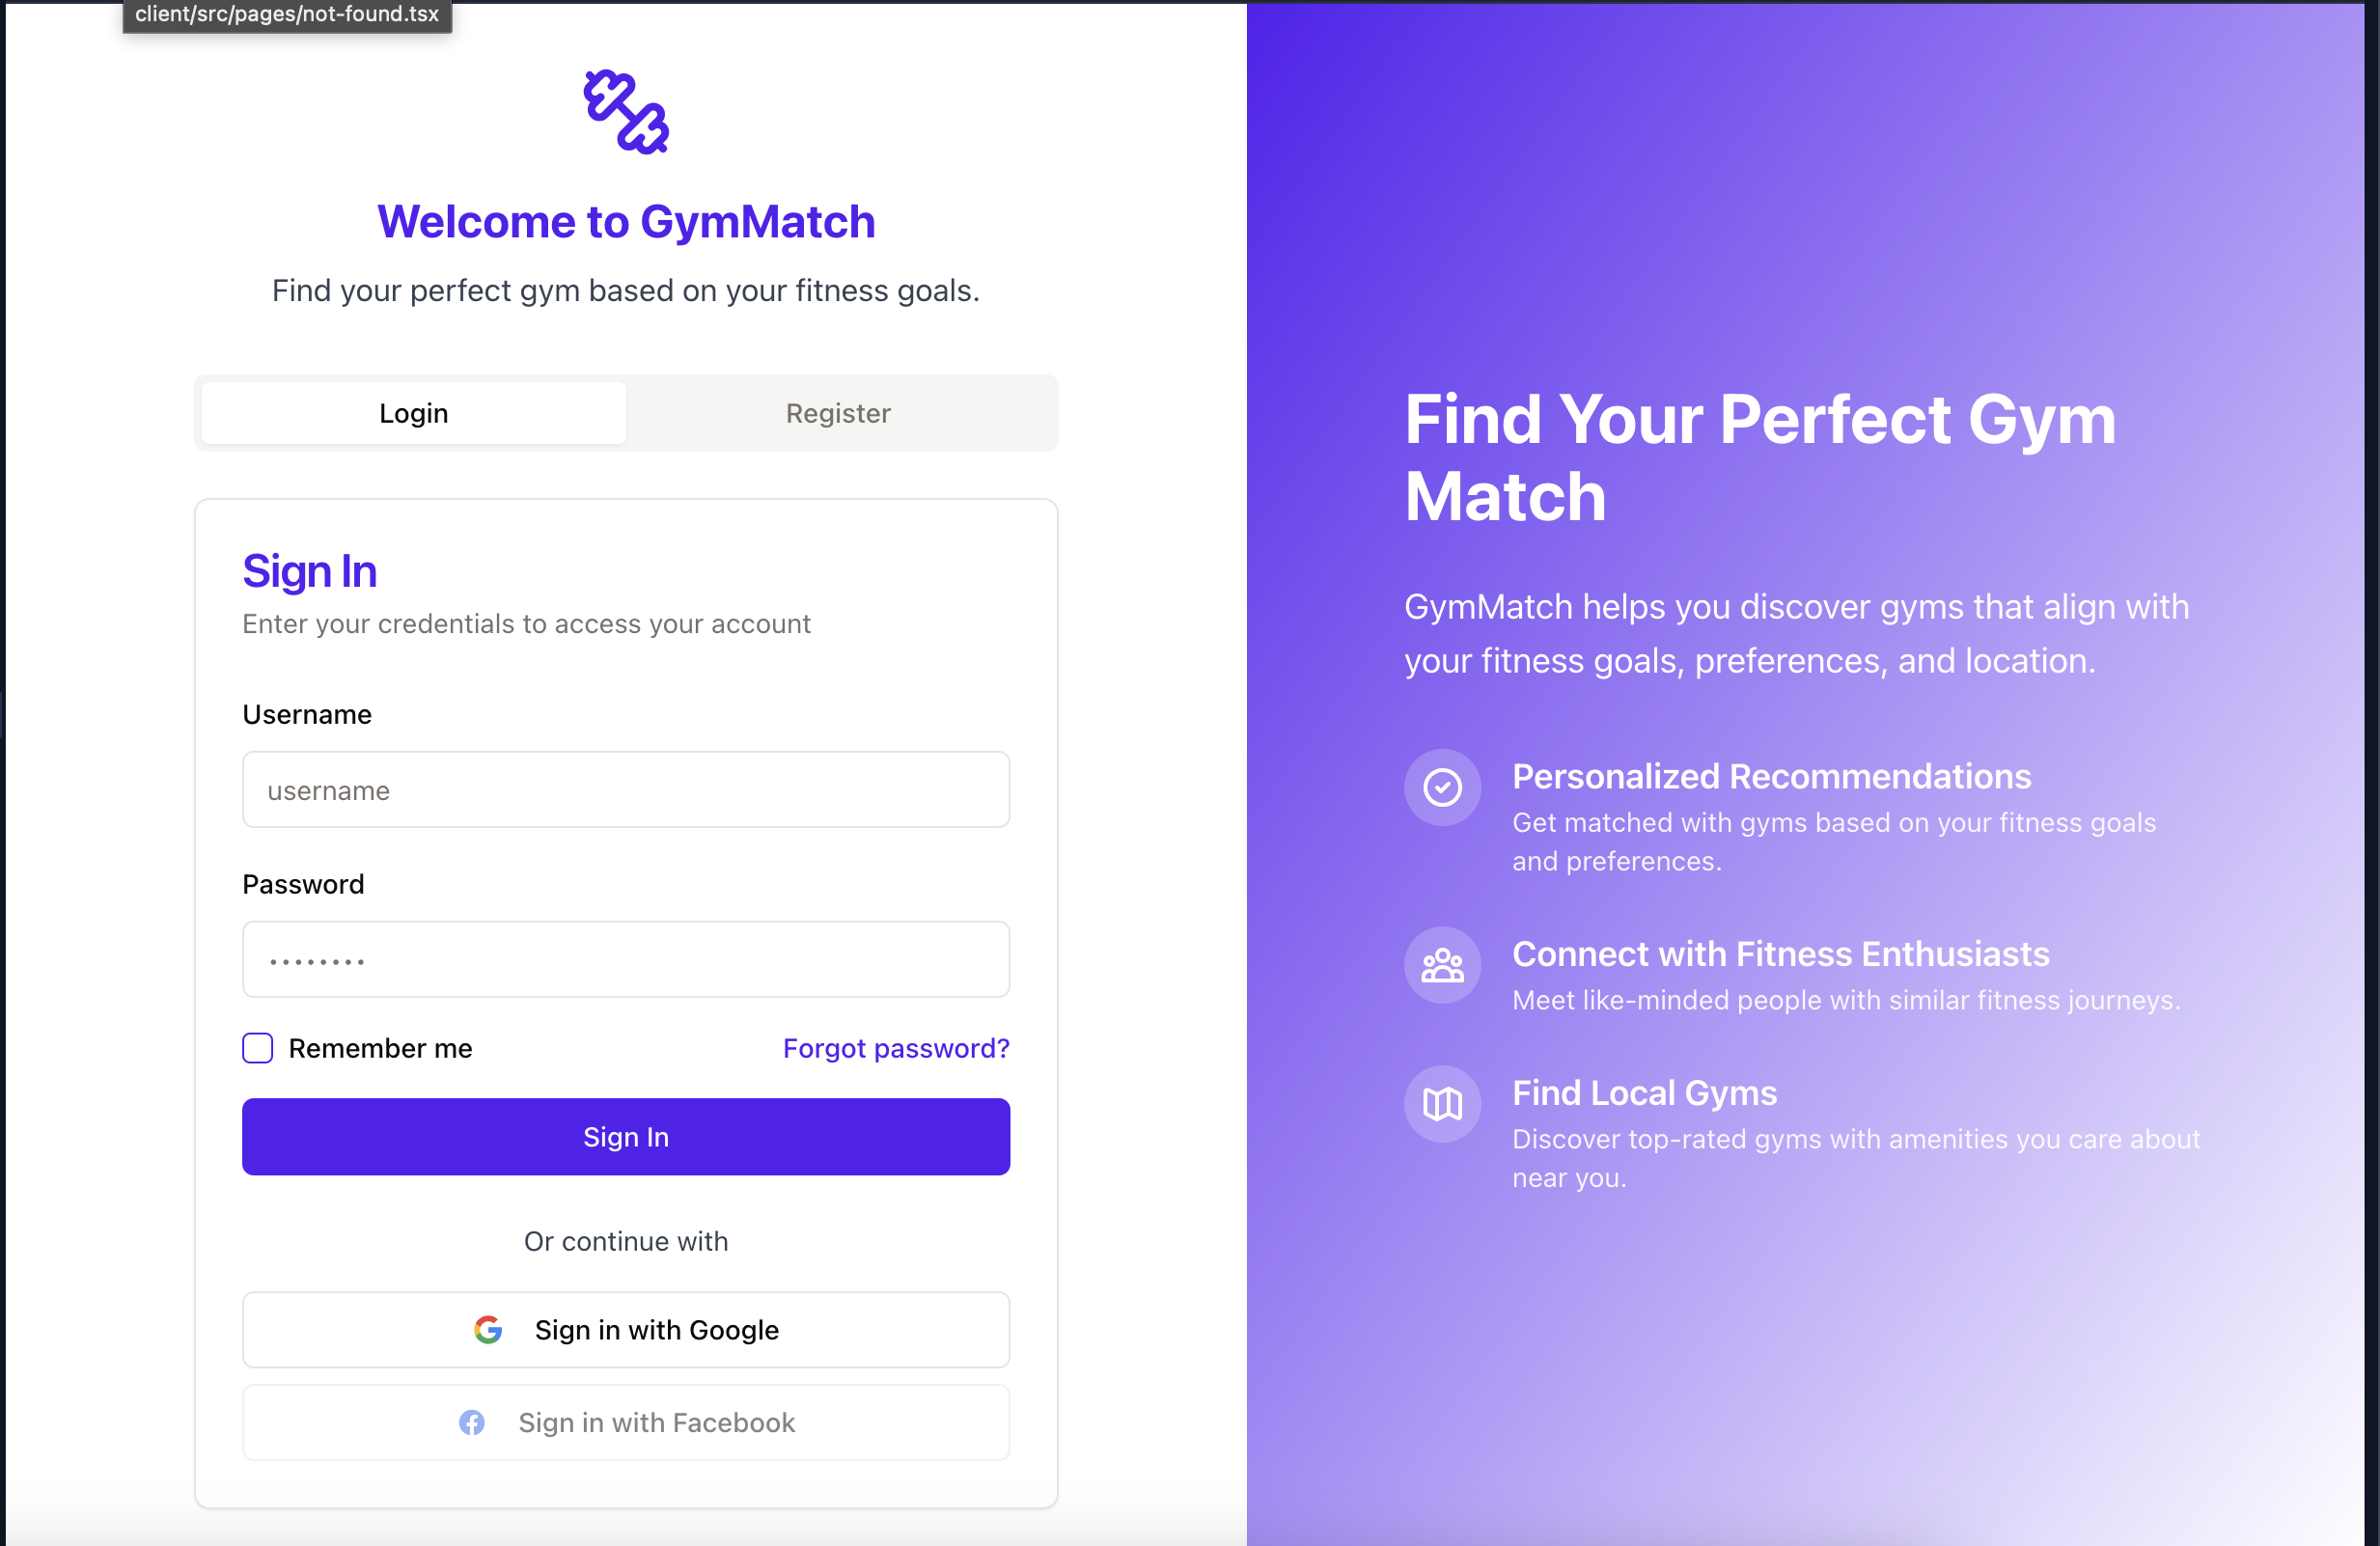 client/src/pages/not-found.tsx
Welcome to GymMatch
Find your perfect gym based on your fitness goals.
Login
Register
Sign In
Enter your credentials to access your account
Username
username
Password
••••••••
Remember me
Forgot password?
Sign In
Or continue with
Sign in with Google
Sign in with Facebook
Find Your Perfect Gym
Match
GymMatch helps you discover gyms that align with
your fitness goals, preferences, and location.
Personalized Recommendations
Get matched with gyms based on your fitness goals
and preferences.
Connect with Fitness Enthusiasts
Meet like-minded people with similar fitness journeys.
Find Local Gyms
Discover top-rated gyms with amenities you care about
near you.